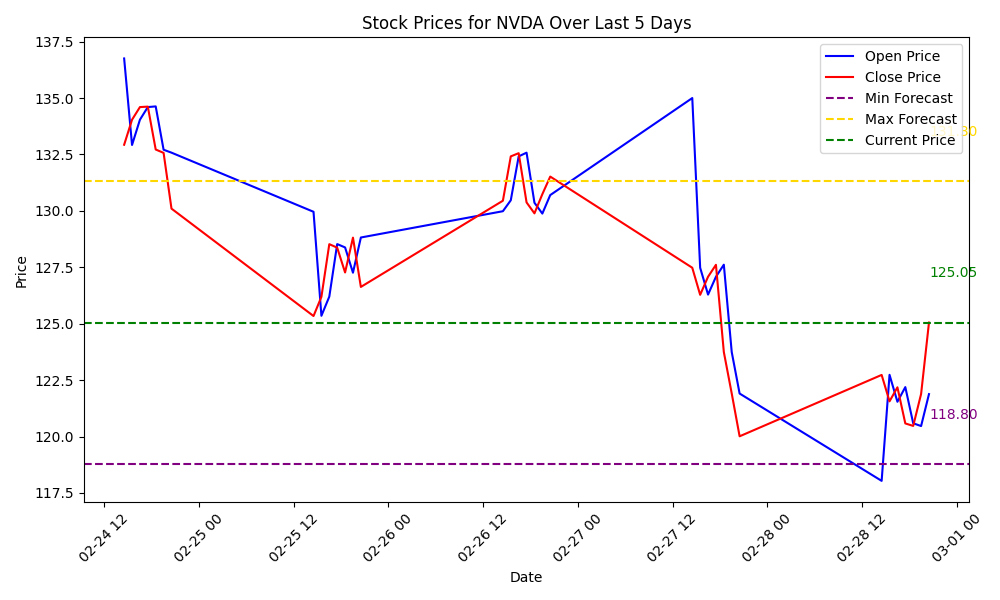 Stock Prices for NVDA Over Last 5 Days
137.5
135.0
132.5
130.0
127.5
125.0
122.5
120.0
117.5
Price
Open Price
Close Price
Min Forecast
Max Forecast
Current Price
125.05
118.80
02-24 12
02-25 00
02-25 12
02-26 00
02-26 12
02-27 00
02-27 12
02-28 00
02-28 12
03-01 00
Date